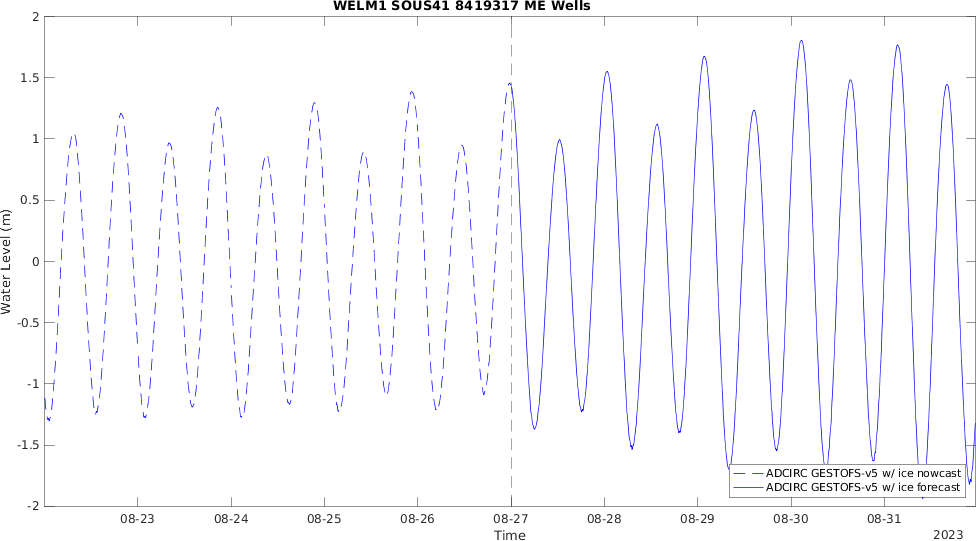 WELM1 SOUS41 8419317 ME Wells
2
1.5
1
0.5
0
-0.5
-1
-1.5
-2
Water Level (m)
ADCIRC GESTOFS-v5 w/ ice nowcast
ADCIRC GESTOFS-v5 w/ ice forecast
08-23 08-24 08-25 08-26 08-27 08-28 08-29 08-30 08-31
Time
2023